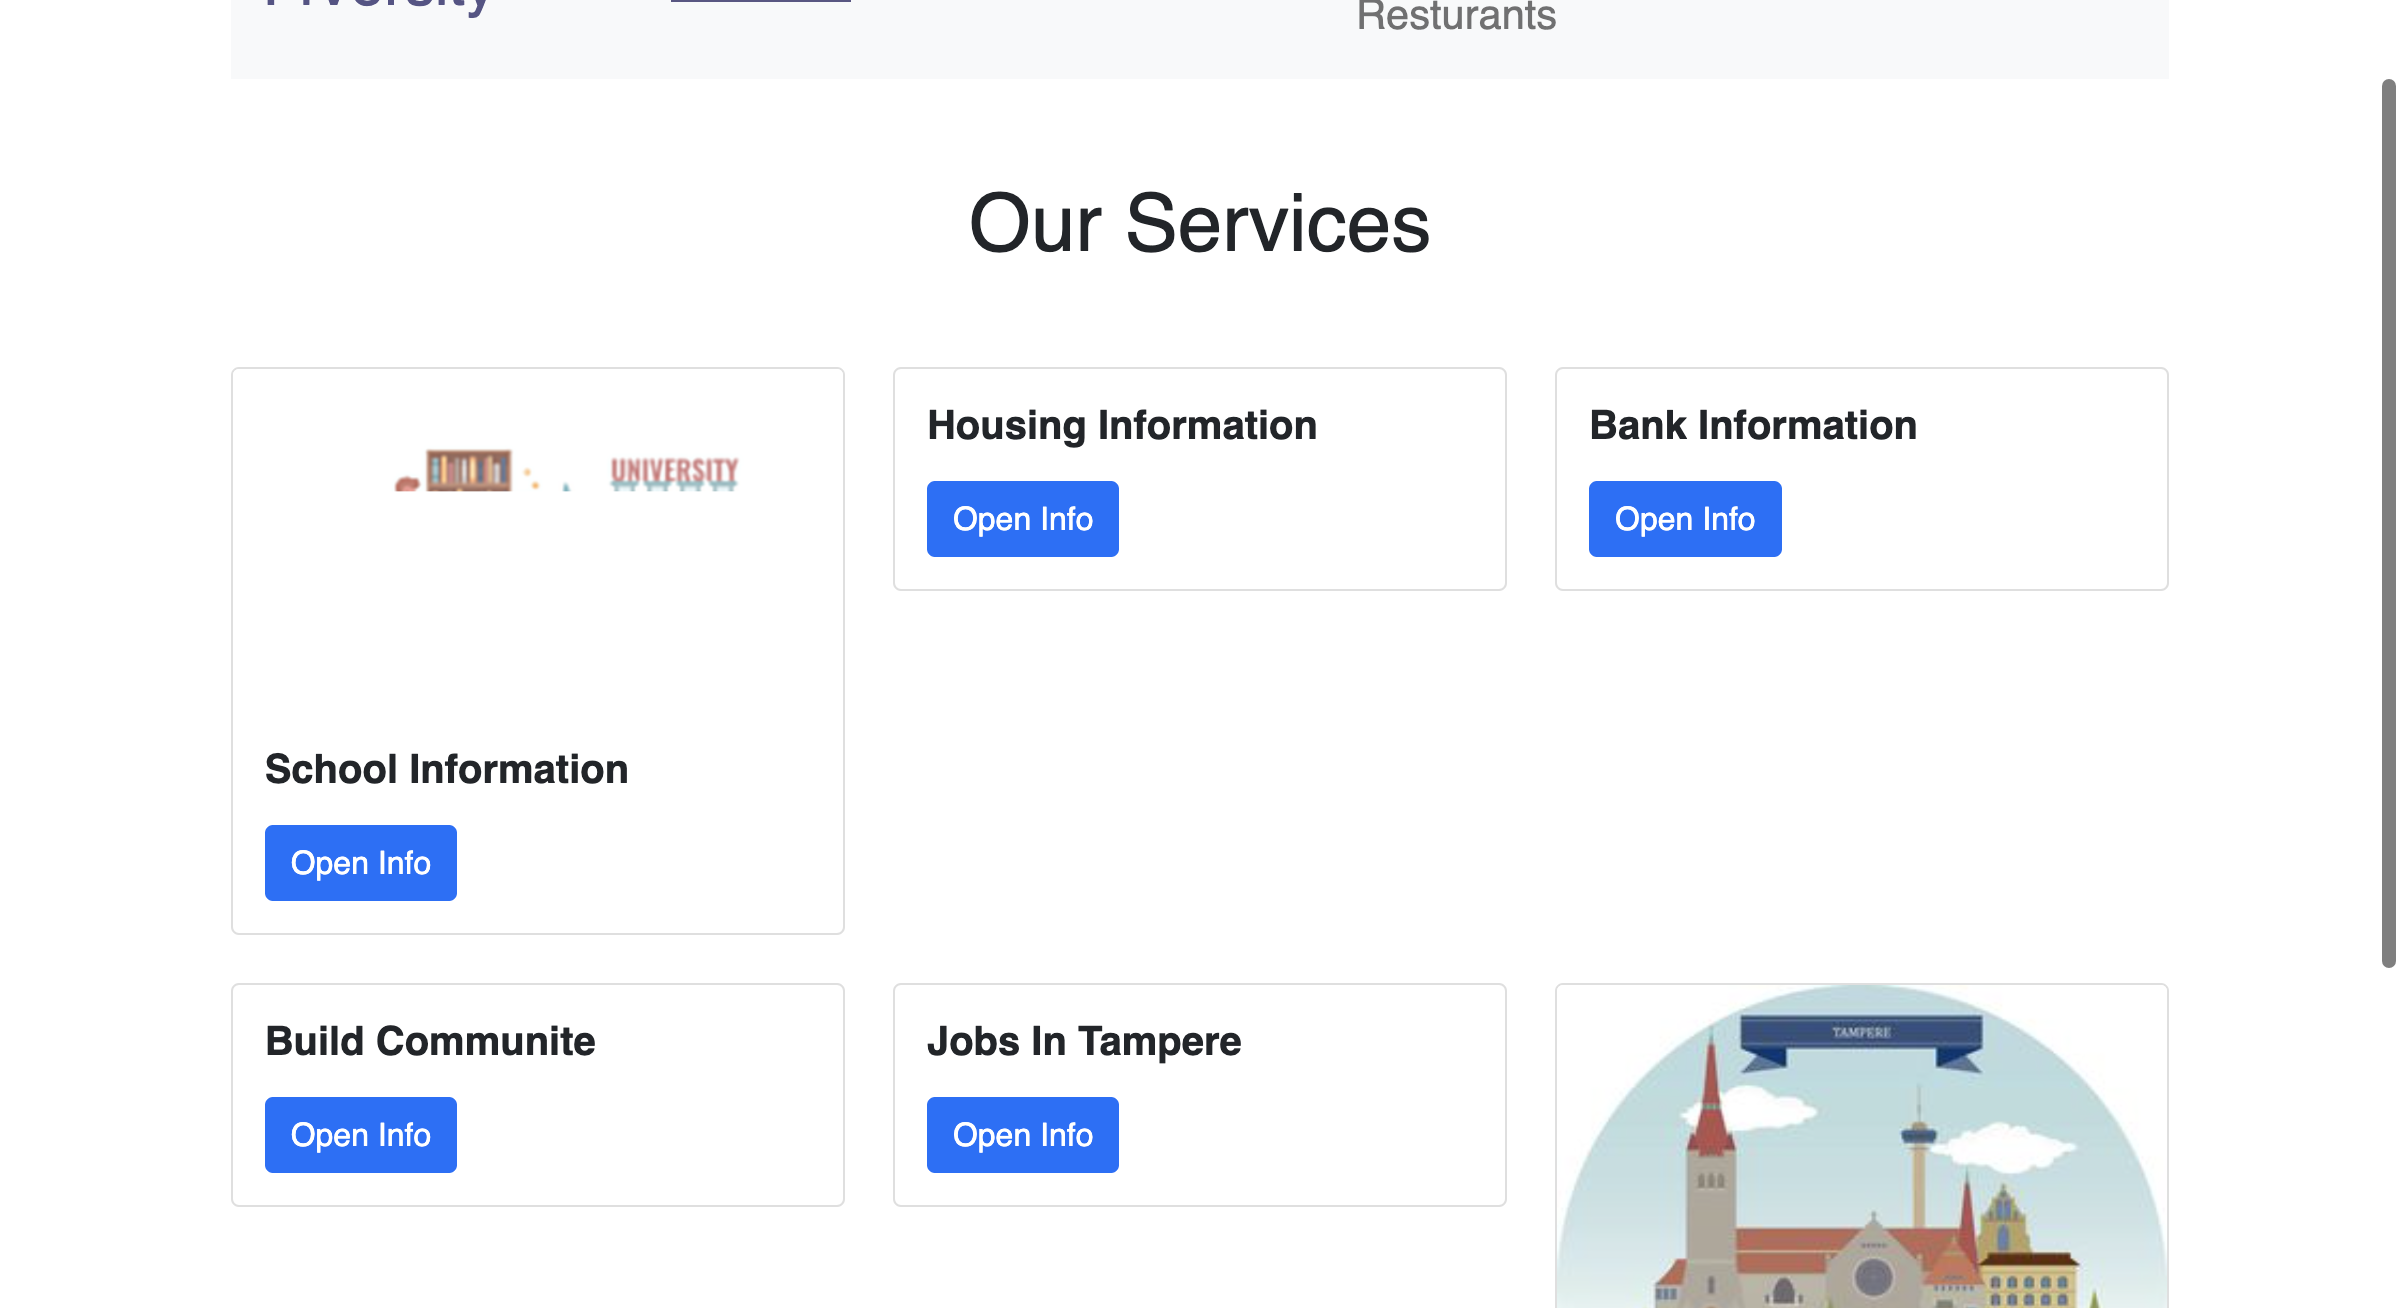 Resturants
Our Services
UNIVERSITY
School Information
Open Info
Housing Information
Open Info
Bank Information
Open Info
Build Communite
Open Info
Jobs In Tampere
Open Info
TAMPERE